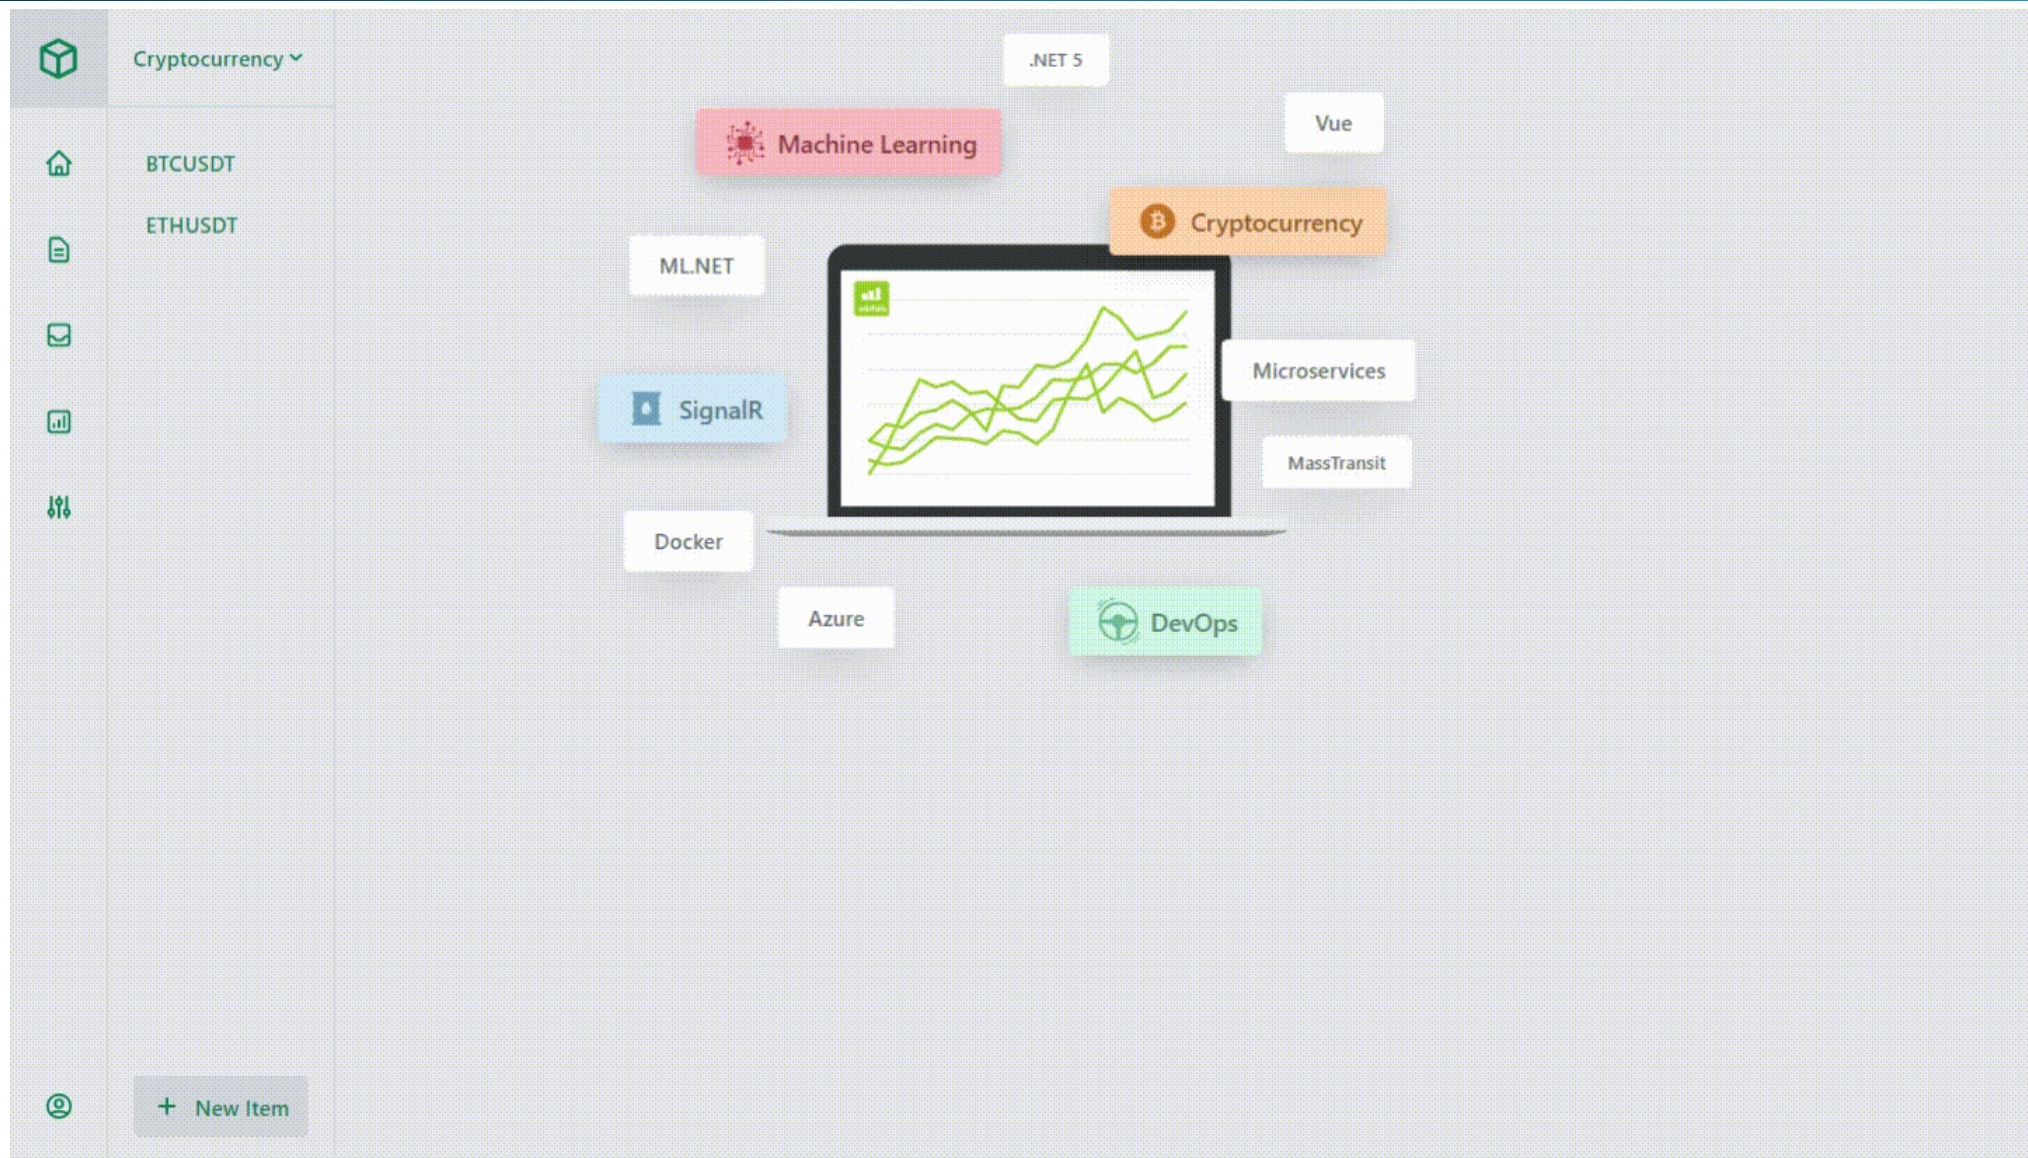 Cryptocurrency
BTCUSDT
ETHUSDT
New Item
.NET 5
Vue
Machine Learning
Cryptocurrency
ML.NET
Microservices
SignalR
MassTransit
Docker
Azure
DevOps